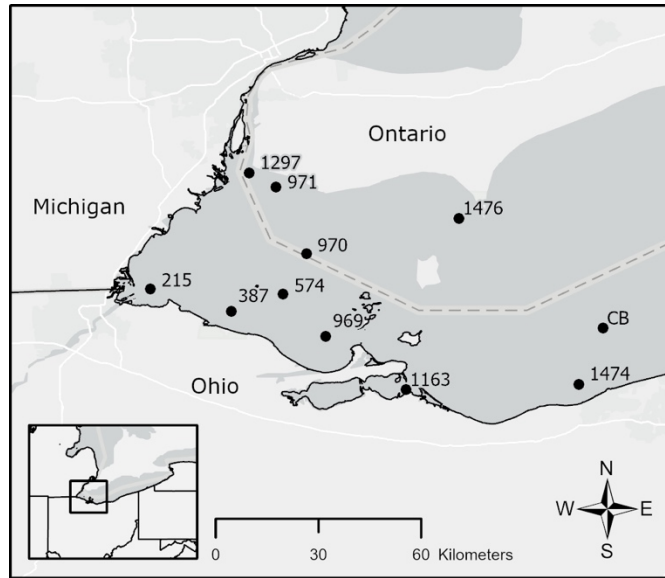 Ontario
1297
971
Michigan
1476
970
215
574
387
CB
969
Ohio
1474
1163
N
W
E
S
0
30
60 Kilometers